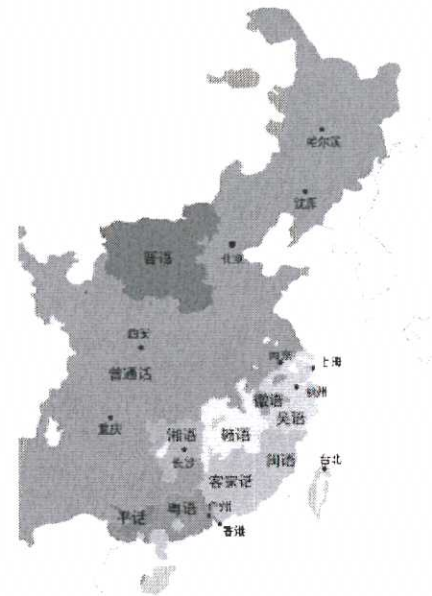 哈尔滨
沈阳
北京
晋语
西安
普通话
南京
上海
杭州
徽语
吴语
重庆
湘语
赣语
长沙
闽语
台北
客家话
平话
粤语
广州
香港